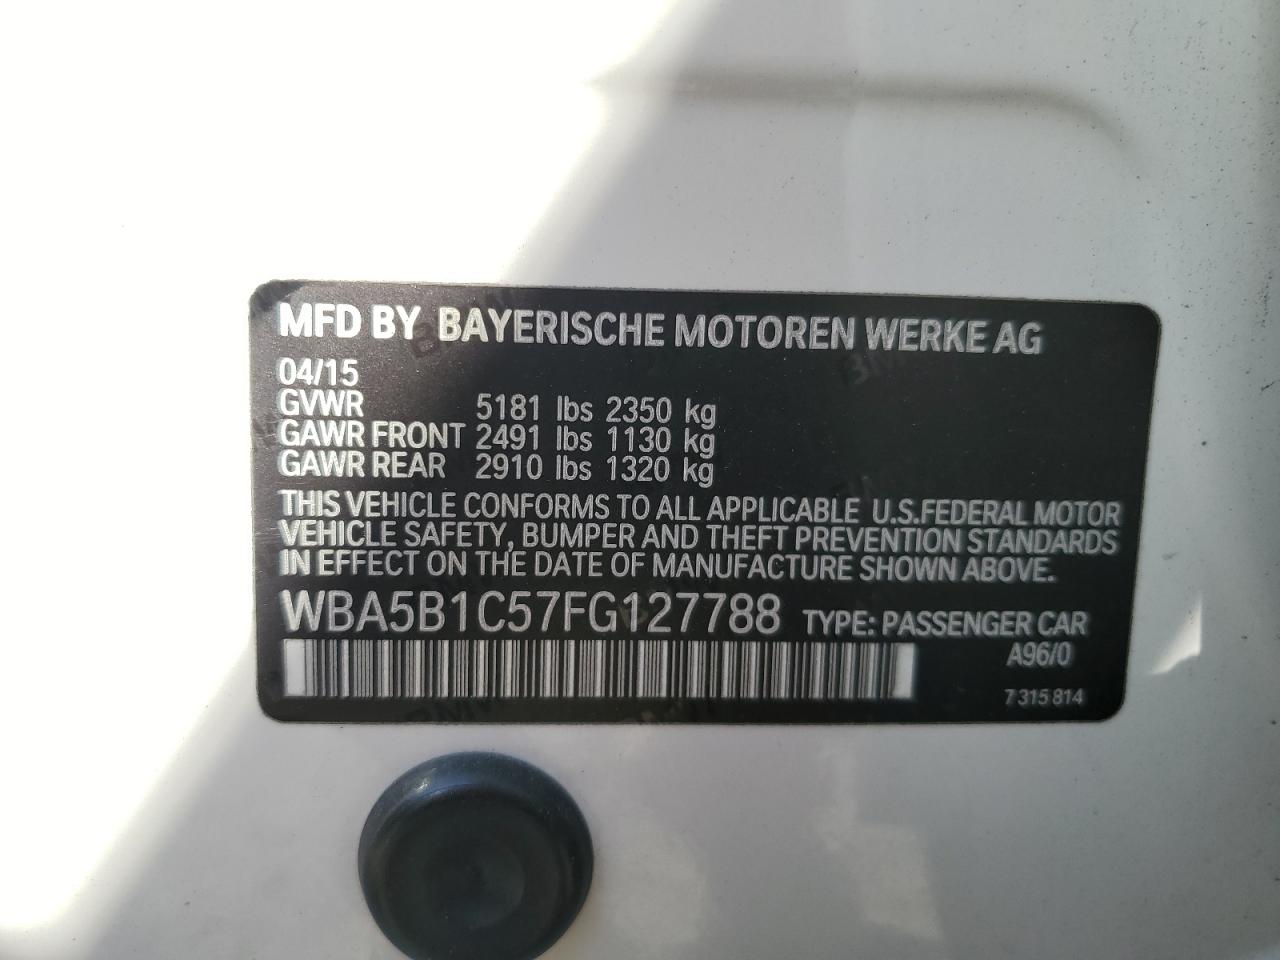 MFD BY BAYERISCHE MOTOREN WERKE AG
04/15
GVWR 5181 lbs 2350 kg
GAWR FRONT 2491 lbs 1130 kg
GAWR REAR 2910 lbs 1320 kg
THIS VEHICLE CONFORMS TO ALL APPLICABLE U.S.FEDERAL MOTOR
VEHICLE SAFETY, BUMPER AND THEFT PREVENTION STANDARDS
IN EFFECT ON THE DATE OF MANUFACTURE SHOWN ABOVE.
WBA5B1C57FG127788 TYPE: PASSENGER CAR
A96/0
7 315 814